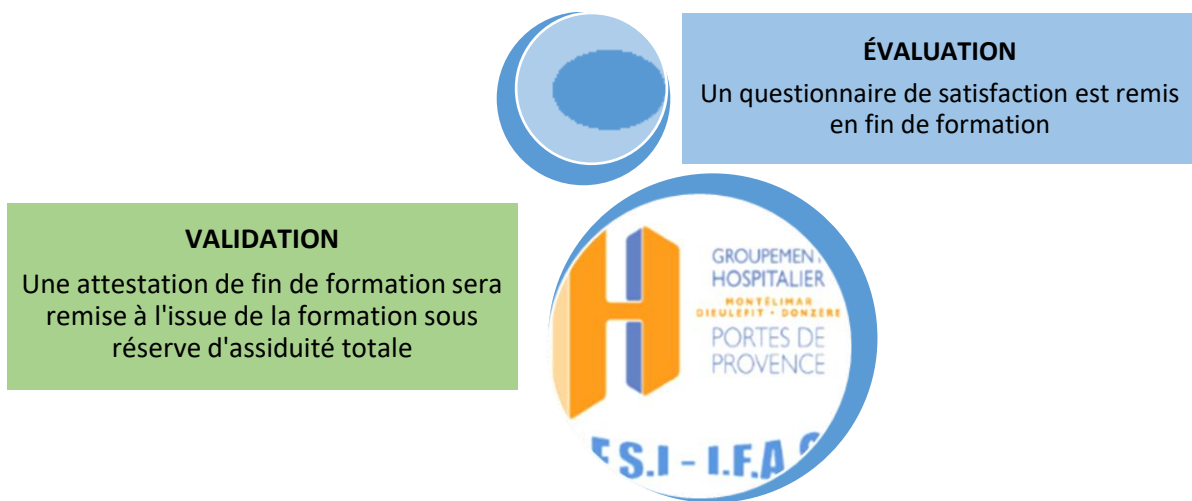 ÉVALUATION
Un questionnaire de satisfaction est remis
en fin de formation
VALIDATION
Une attestation de fin de formation sera
remise à l'issue de la formation sous
réserve d'assiduité totale
GROUPEMEN
HOSPITALIER
MONTÉLIMAR
DIEULEFIT • DONZÈRE
PORTES DE
PROVENCE
F S.I - I.F.A